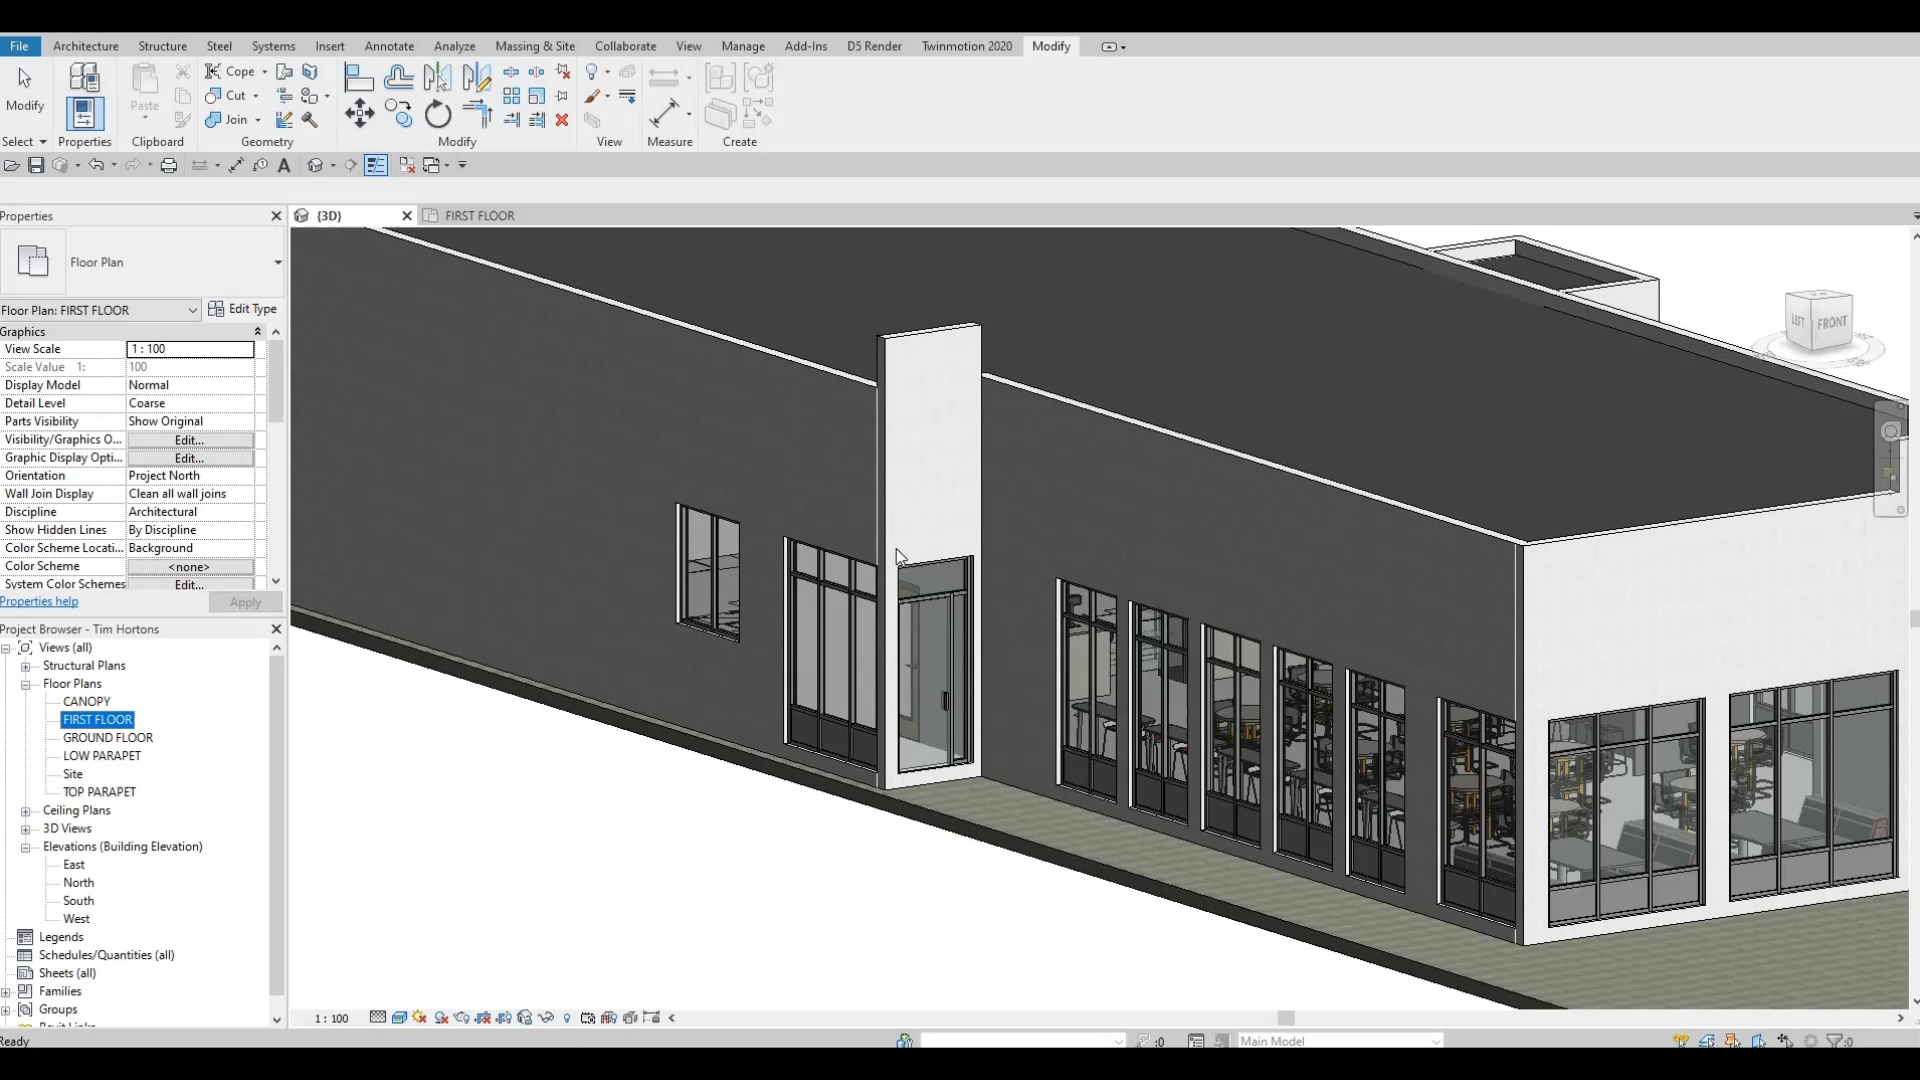 File Architecture Structure Steel Systems Insert Annotate Analyze Massing & Site Collaborate View Manage Add-Ins D5 Render Twinmotion 2020 Modify
Cope
Modify Cut
Paste
Join
Select Properties Clipboard Geometry Modify View Measure Create
A
Properties
{3D} FIRST FLOOR
Floor Plan
Floor Plan: FIRST FLOOR Edit Type
Graphics
View Scale 1 : 100
Scale Value 1: 100
Display Model Normal
Detail Level Coarse
Parts Visibility Show Original
Visibility/Graphics O... Edit...
Graphic Display Opti... Edit...
Orientation Project North
Wall Join Display Clean all wall joins
Discipline Architectural
Show Hidden Lines By Discipline
Color Scheme Locati... Background
Color Scheme <none>
System Color Schemes Edit...
Properties help Apply
Project Browser - Tim Hortons
Views (all)
Structural Plans
Floor Plans
CANOPY
FIRST FLOOR
GROUND FLOOR
LOW PARAPET
Site
TOP PARAPET
Ceiling Plans
3D Views
Elevations (Building Elevation)
East
North
South
West
Legends
Schedules/Quantities (all)
Sheets (all)
Families
Groups
Revit Links
LEFT FRONT
1 : 100
Ready :0 Main Model :0